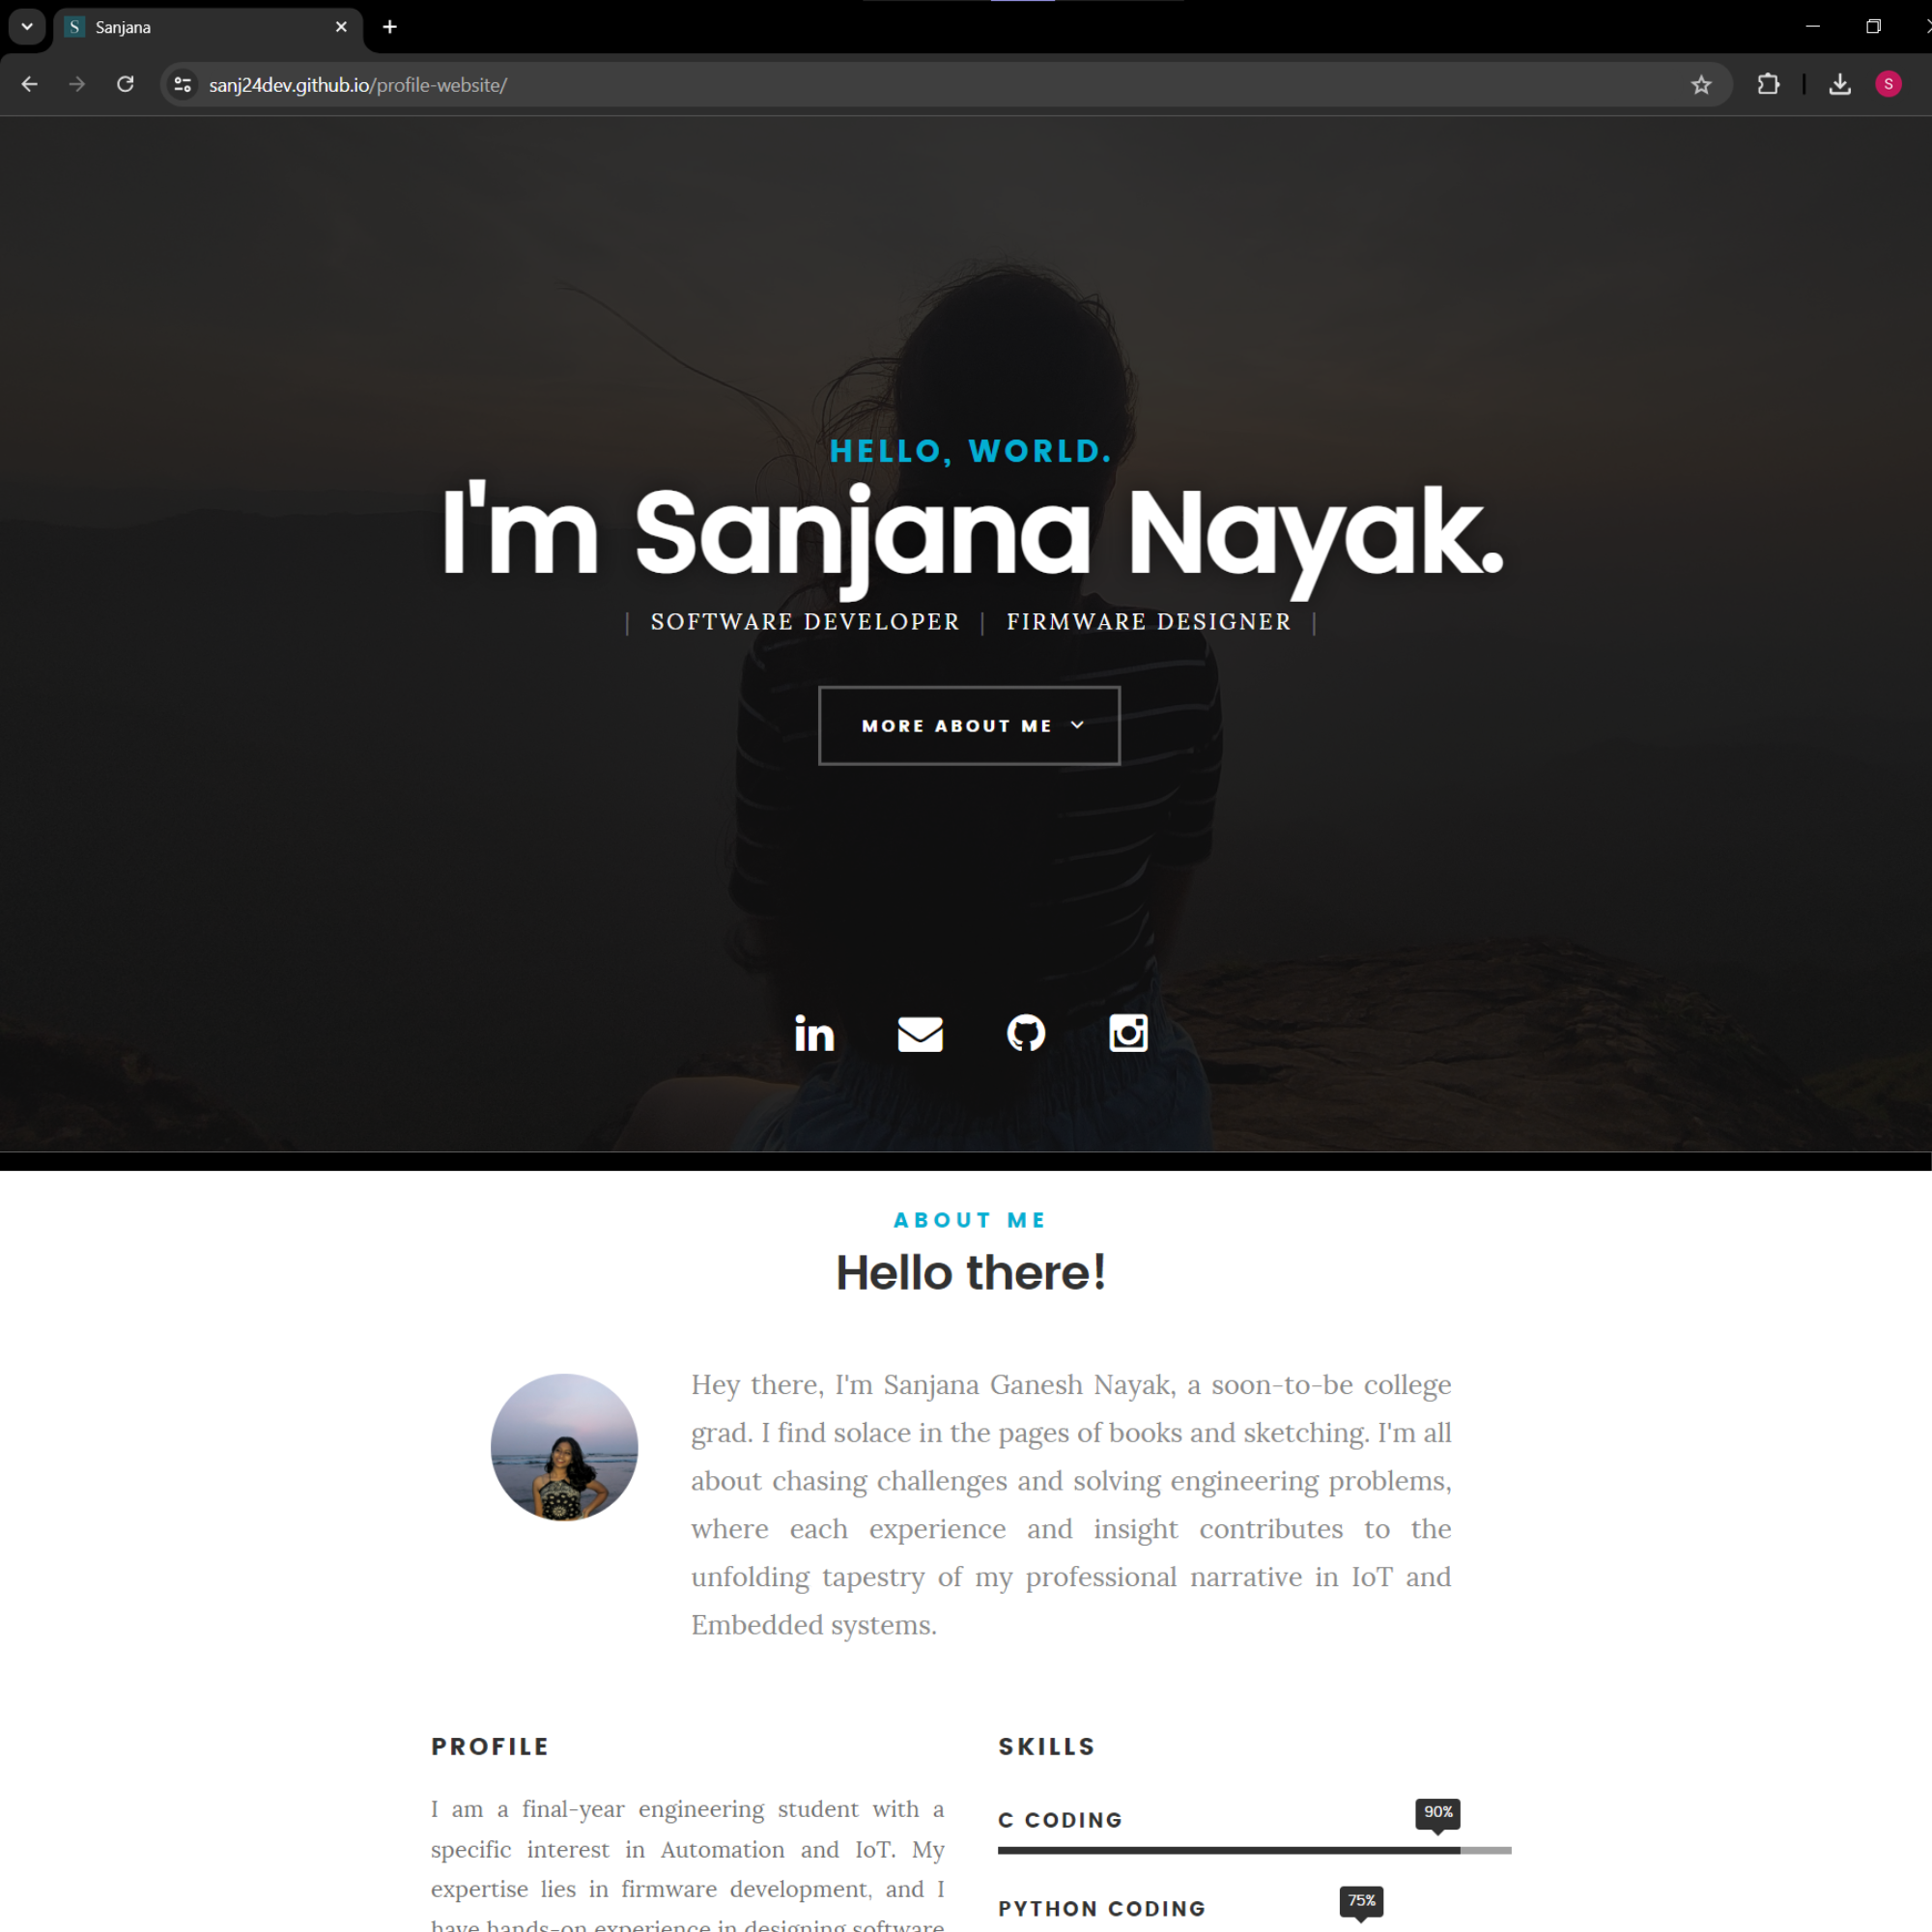 S Sanjana
sanj24dev.github.io/profile-website/
S
HELLO, WORLD.
I'm Sanjana Nayak.
| SOFTWARE DEVELOPER | FIRMWARE DESIGNER |
MORE ABOUT ME
in
ABOUT ME
Hello there!
Hey there, I'm Sanjana Ganesh Nayak, a soon-to-be college
grad. I find solace in the pages of books and sketching. I'm all
about chasing challenges and solving engineering problems,
where each experience and insight contributes to the
unfolding tapestry of my professional narrative in IoT and
Embedded systems.
PROFILE
I am a final-year engineering student with a
specific interest in Automation and IoT. My
expertise lies in firmware development, and I
have hands-on experience in designing software
SKILLS
C CODING 90%
PYTHON CODING 75%